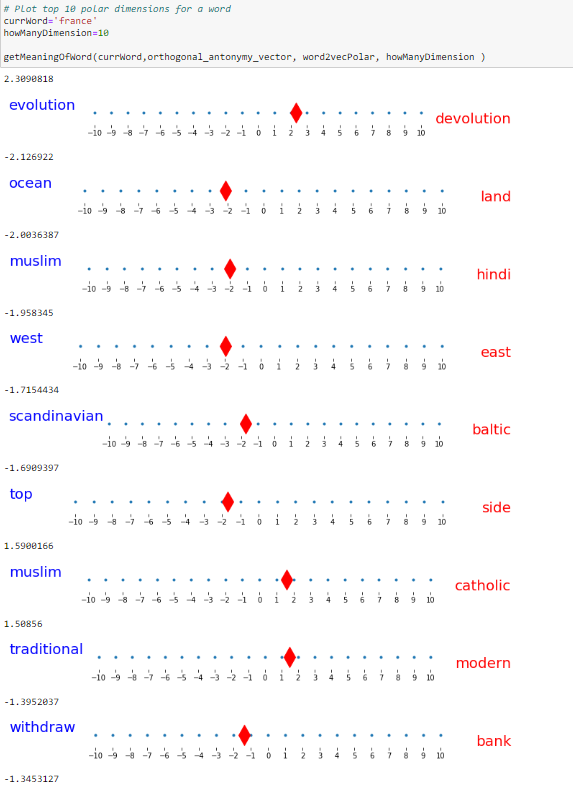 # PLot top 10 polar dimensions for a word
currWord='france'
howManyDimension=10
getMeaningOfWord(currWord,orthogonal_antonymy_vector, word2vecPolar, howManyDimension )
2.3090818
evolution
devolution
−10 −9 −8 −7 −6 −5 −4 −3 −2 −1 0 1 2 3 4 5 6 7 8 9 10
-2.126922
ocean
land
−10 −9 −8 −7 −6 −5 −4 −3 −2 −1 0 1 2 3 4 5 6 7 8 9 10
-2.0036387
muslim
hindi
−10 −9 −8 −7 −6 −5 −4 −3 −2 −1 0 1 2 3 4 5 6 7 8 9 10
-1.958345
west
east
−10 −9 −8 −7 −6 −5 −4 −3 −2 −1 0 1 2 3 4 5 6 7 8 9 10
-1.7154434
scandinavian
baltic
−10 −9 −8 −7 −6 −5 −4 −3 −2 −1 0 1 2 3 4 5 6 7 8 9 10
-1.6909397
top
side
−10 −9 −8 −7 −6 −5 −4 −3 −2 −1 0 1 2 3 4 5 6 7 8 9 10
1.5900166
muslim
catholic
−10 −9 −8 −7 −6 −5 −4 −3 −2 −1 0 1 2 3 4 5 6 7 8 9 10
1.50856
traditional
modern
−10 −9 −8 −7 −6 −5 −4 −3 −2 −1 0 1 2 3 4 5 6 7 8 9 10
-1.3952037
withdraw
bank
−10 −9 −8 −7 −6 −5 −4 −3 −2 −1 0 1 2 3 4 5 6 7 8 9 10
-1.3453127